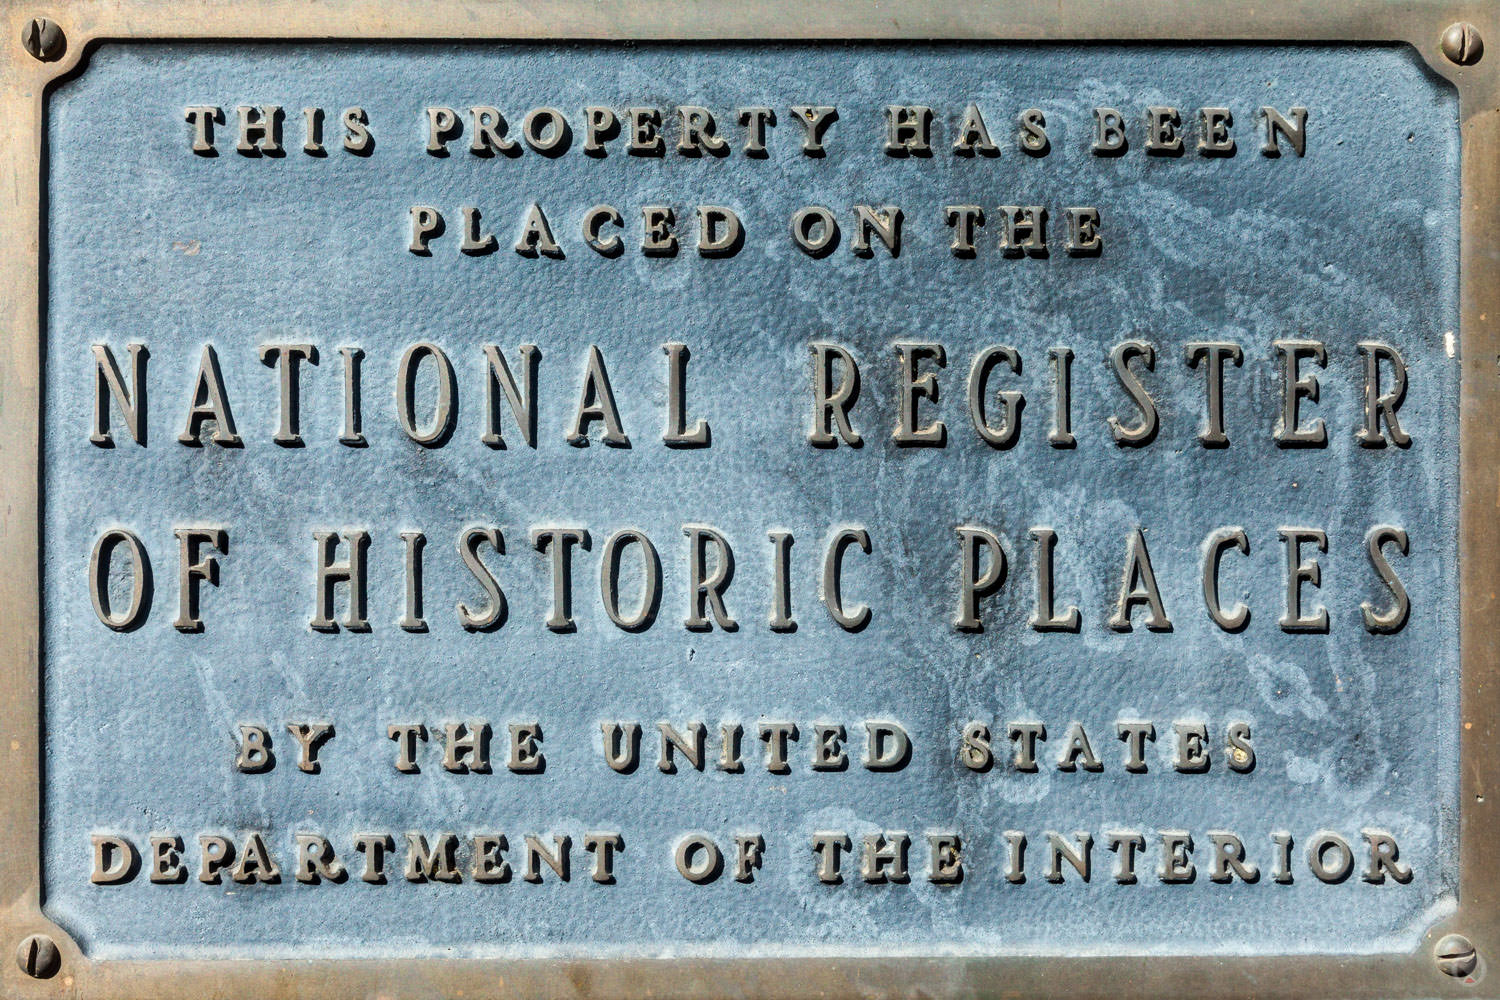 THIS PROPERTY HAS BEEN
PLACED ON THE
NATIONAL REGISTER
OF HISTORIC PLACES
BY THE UNITED STATES
DEPARTMENT OF THE INTERIOR